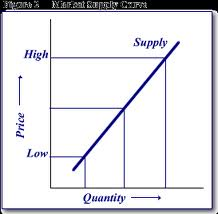 Figure 2 Market Supply Curve
Supply
High
Price
Low
Quantity